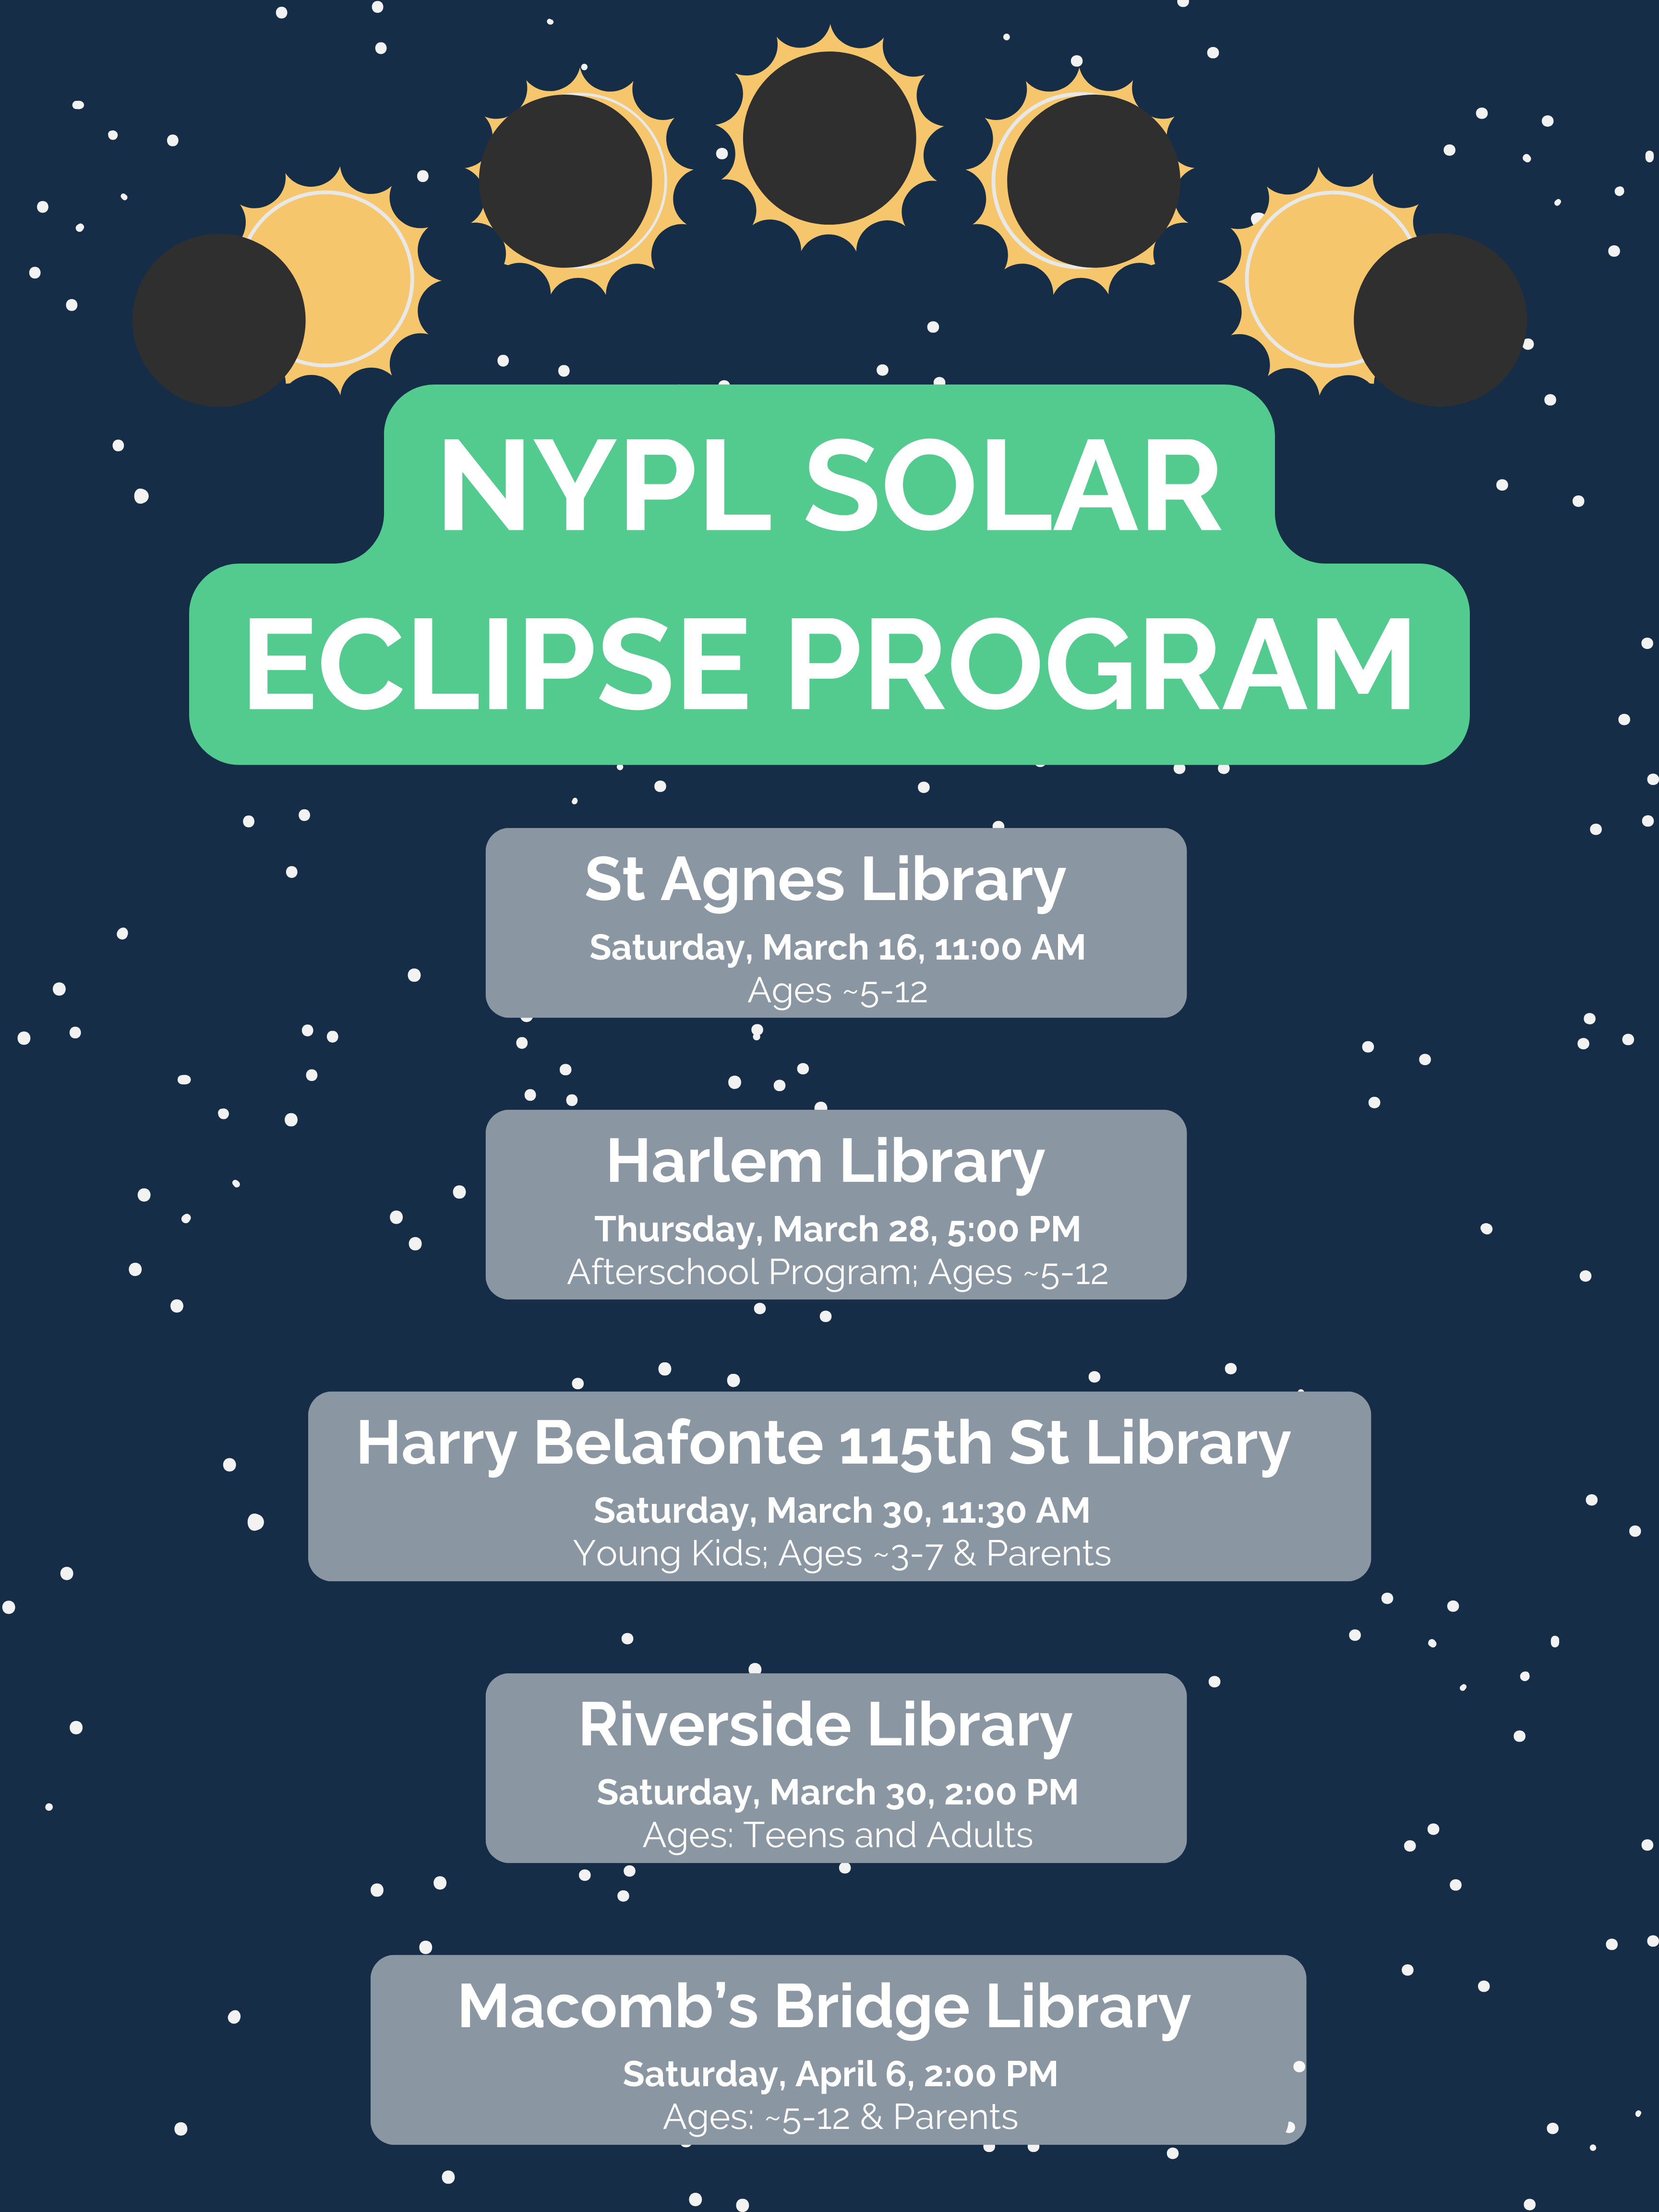 NYPL SOLAR
ECLIPSE PROGRAM
St Agnes Library
Saturday, March 16, 11:00 AM
Ages ~5-12
Harlem Library
Thursday, March 28, 5:00 PM
Afterschool Program; Ages ~5-12
Harry Belafonte 115th St Library
Saturday, March 30, 11:30 AM
Young Kids; Ages ~3-7 & Parents
Riverside Library
Saturday, March 30, 2:00 PM
Ages: Teens and Adults
Macomb's Bridge Library
Saturday, April 6, 2:00 PM
Ages: ~5-12 & Parents